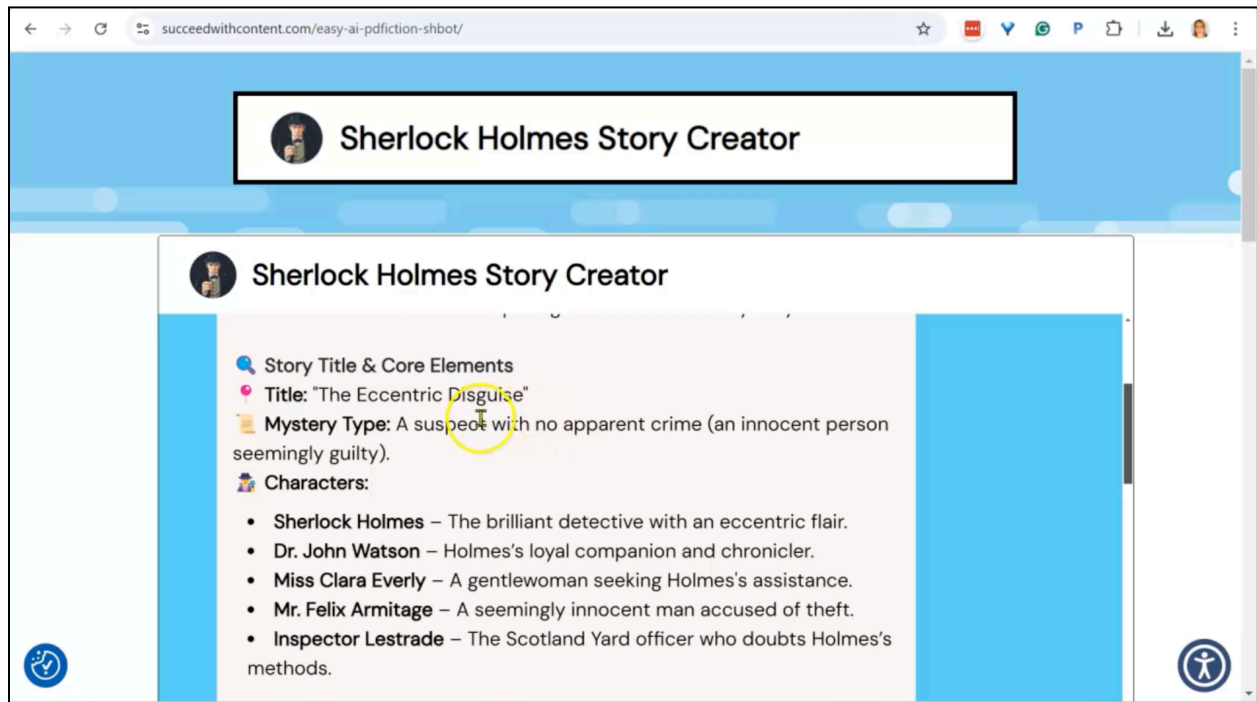 succeedwithcontent.com/easy-ai-pdfiction-shbot/
Sherlock Holmes Story Creator
Sherlock Holmes Story Creator
Story Title & Core Elements
Title: "The Eccentric Disguise"
Mystery Type: A suspect with no apparent crime (an innocent person
seemingly guilty).
Characters:
• Sherlock Holmes – The brilliant detective with an eccentric flair.
• Dr. John Watson – Holmes's loyal companion and chronicler.
• Miss Clara Everly – A gentlewoman seeking Holmes's assistance.
• Mr. Felix Armitage – A seemingly innocent man accused of theft.
• Inspector Lestrade – The Scotland Yard officer who doubts Holmes's
methods.